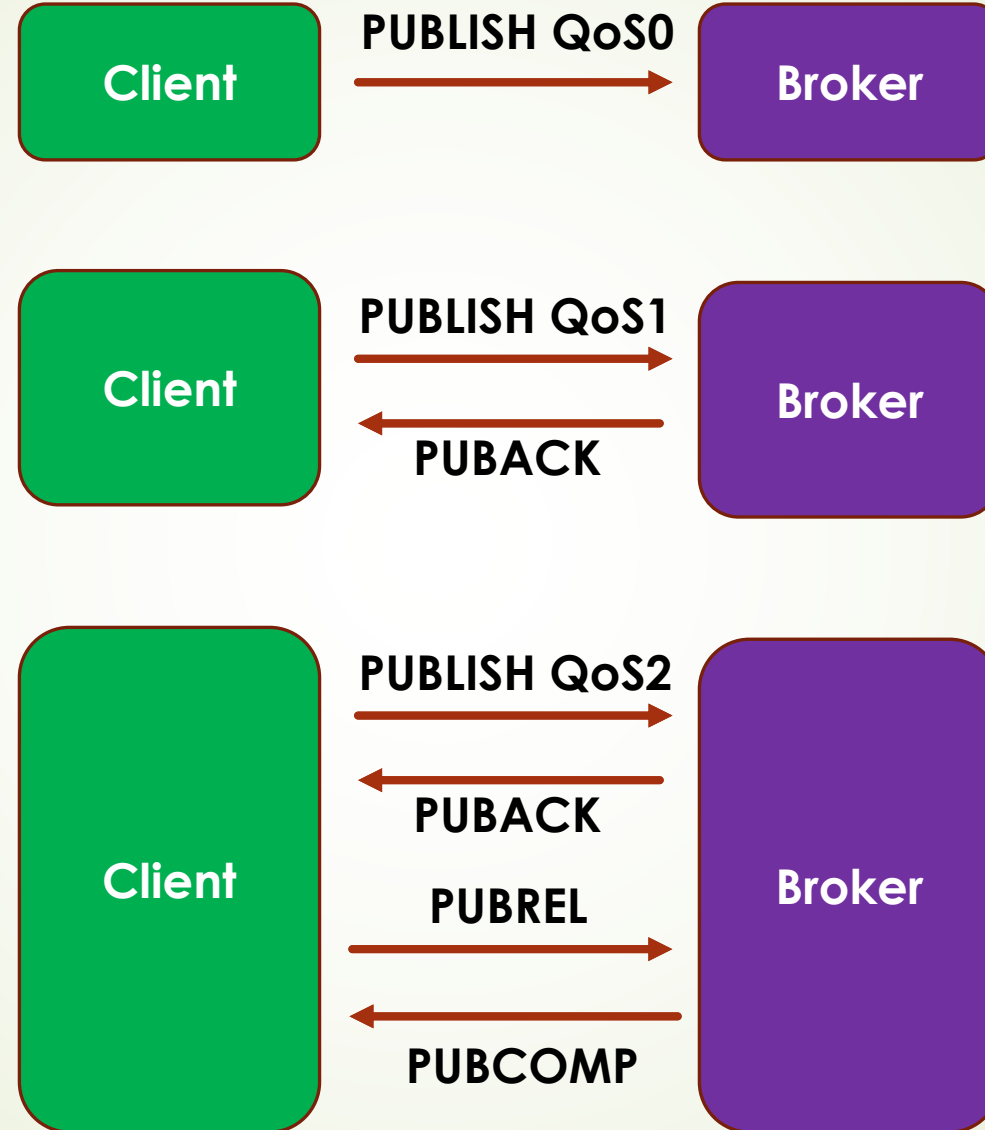 PUBLISH QoS0
Client
Broker
PUBLISH QoS1
Client
Broker
PUBACK
PUBLISH QoS2
PUBACK
Client
Broker
PUBREL
PUBCOMP